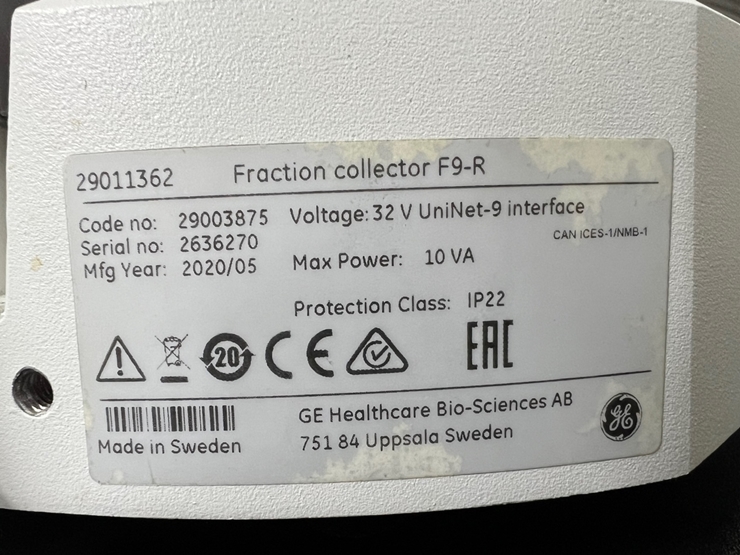 29011362 Fraction collector F9-R
Code no: 29003875 Voltage: 32 V UniNet-9 interface
Serial no: 2636270 CAN ICES-1/NMB-1
Mfg Year: 2020/05 Max Power: 10 VA
Protection Class: IP22
20 CE EAC
GE Healthcare Bio-Sciences AB
Made in Sweden 751 84 Uppsala Sweden
GE